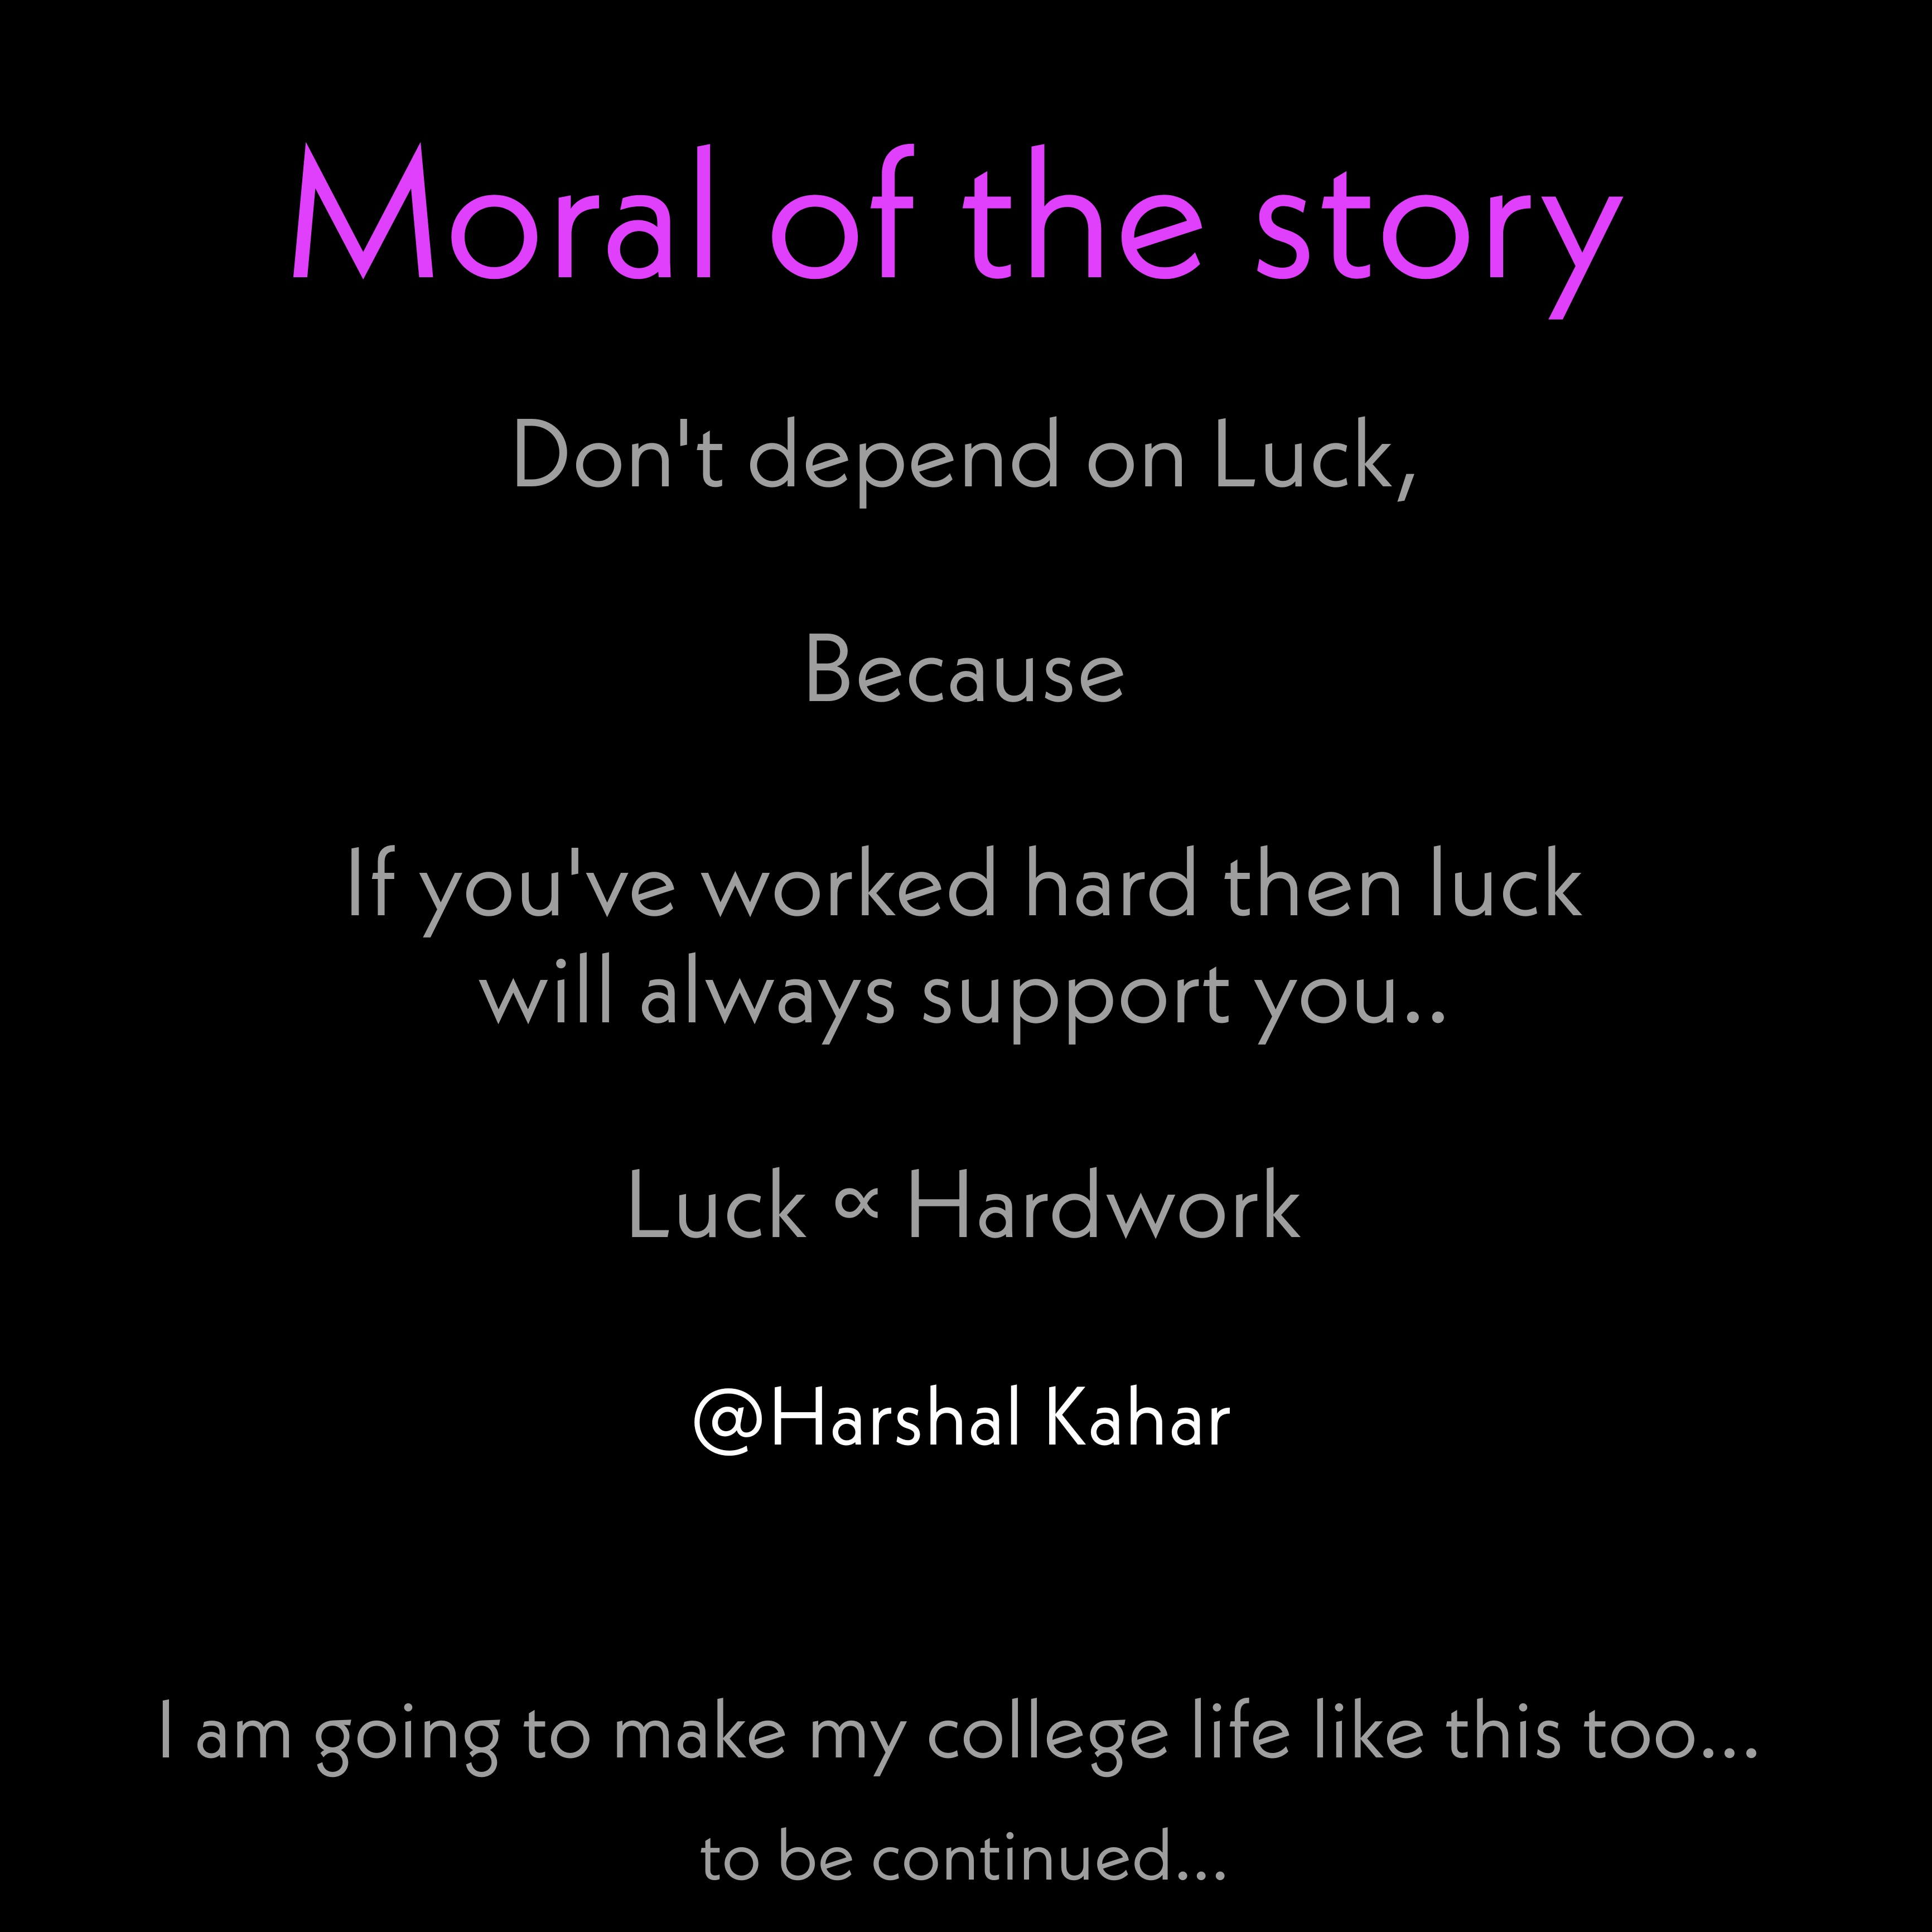 Moral of the story
Don't depend on Luck,
Because
If you've worked hard then luck
will always support you..
Luck ∝ Hardwork
@Harshal Kahar
I am going to make my college life like this too...
to be continued...